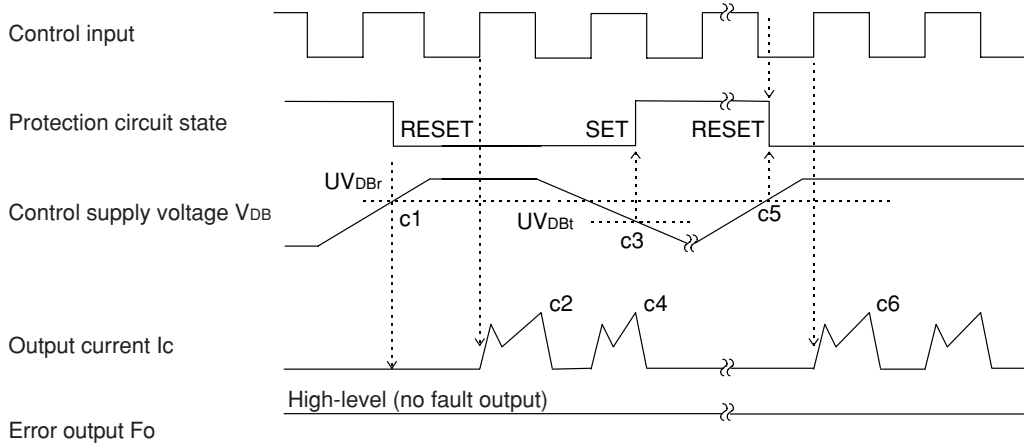 Control input
Protection circuit state
RESET
SET
RESET
UVDBr
Control supply voltage VDB
c1
UVDBt
c3
c5
c2
c4
c6
Output current Ic
High-level (no fault output)
Error output Fo